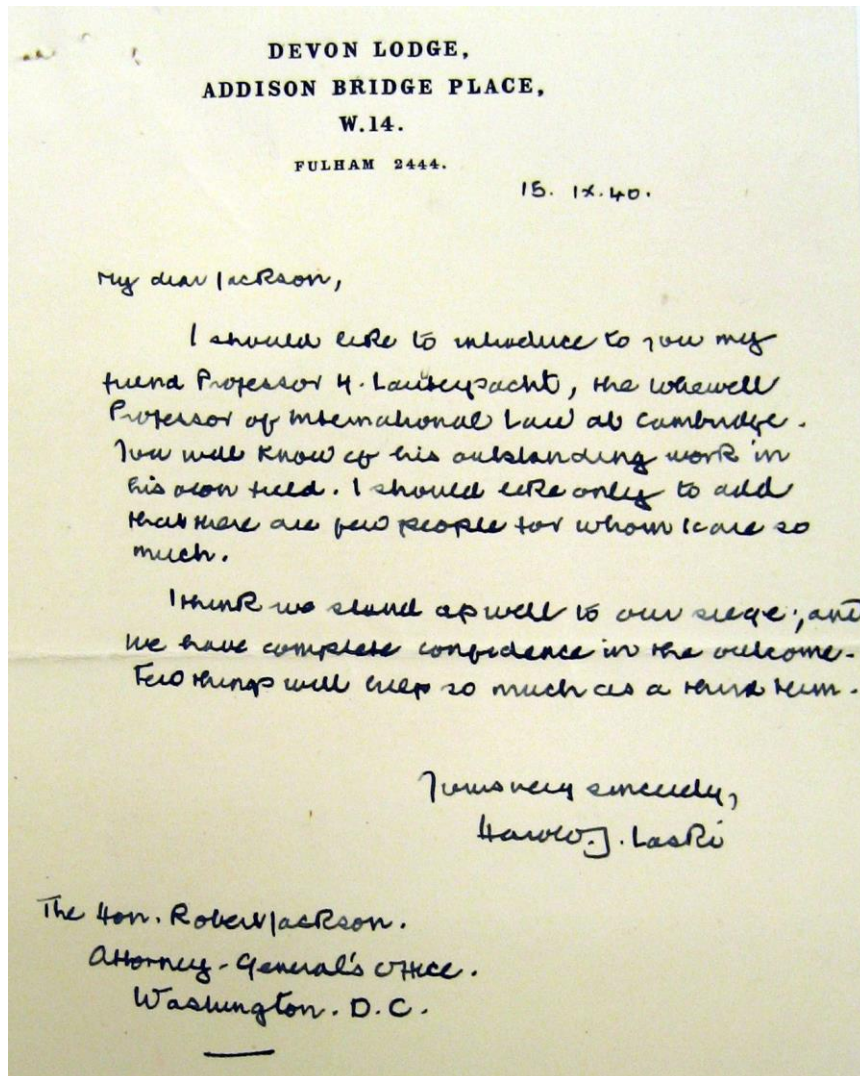 DEVON LODGE,
ADDISON BRIDGE PLACE,
W.14.
FULHAM 2444.
15. IX. 40.
My dear Jackson,
I should like to introduce to you my
friend Professor H. Lauterpacht, the Whewell
Professor of International Law at Cambridge.
You will know of his outstanding work in
his own field. I should like only to add
that there are few people for whom I care so
much.
I think we stand up well to our siege; and
we have complete confidence in the outcome.
Few things will help so much as a third term.
Yours very sincerely,
Harold. J. Laski
The Hon. Robert Jackson.
Attorney-General's Office.
Washington. D.C.